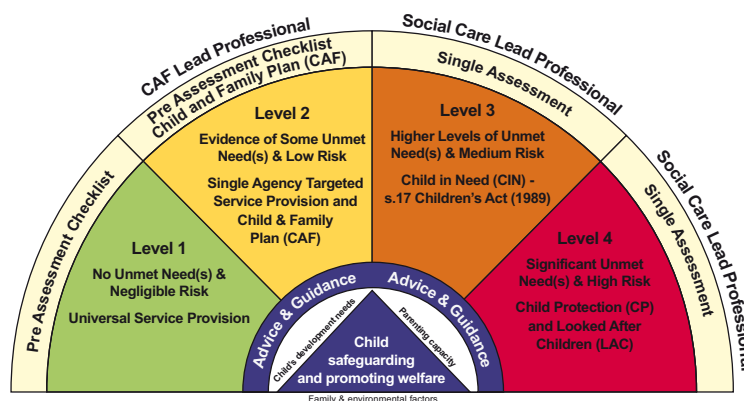 CAF Lead Professional
Pre Assessment Checklist
Child and Family Plan (CAF)
Social Care Lead Professional
Single Assessment
Social Care Lead Professional
Single Assessment
Pre Assessment Checklist
Level 1
No Unmet Need(s) &
Negligible Risk
Universal Service Provision
Level 2
Evidence of Some Unmet
Need(s) & Low Risk
Single Agency Targeted
Service Provision and
Child & Family
Plan (CAF)
Level 3
Higher Levels of Unmet
Need(s) & Medium Risk
Child in Need (CIN) -
s.17 Children's Act (1989)
Level 4
Significant Unmet
Need(s) & High Risk
Child Protection (CP)
and Looked After
Children (LAC)
Advice & Guidance
Advice & Guidance
Child's development needs
Parenting capacity
Child
safeguarding
and promoting welfare
Family & environmental factors